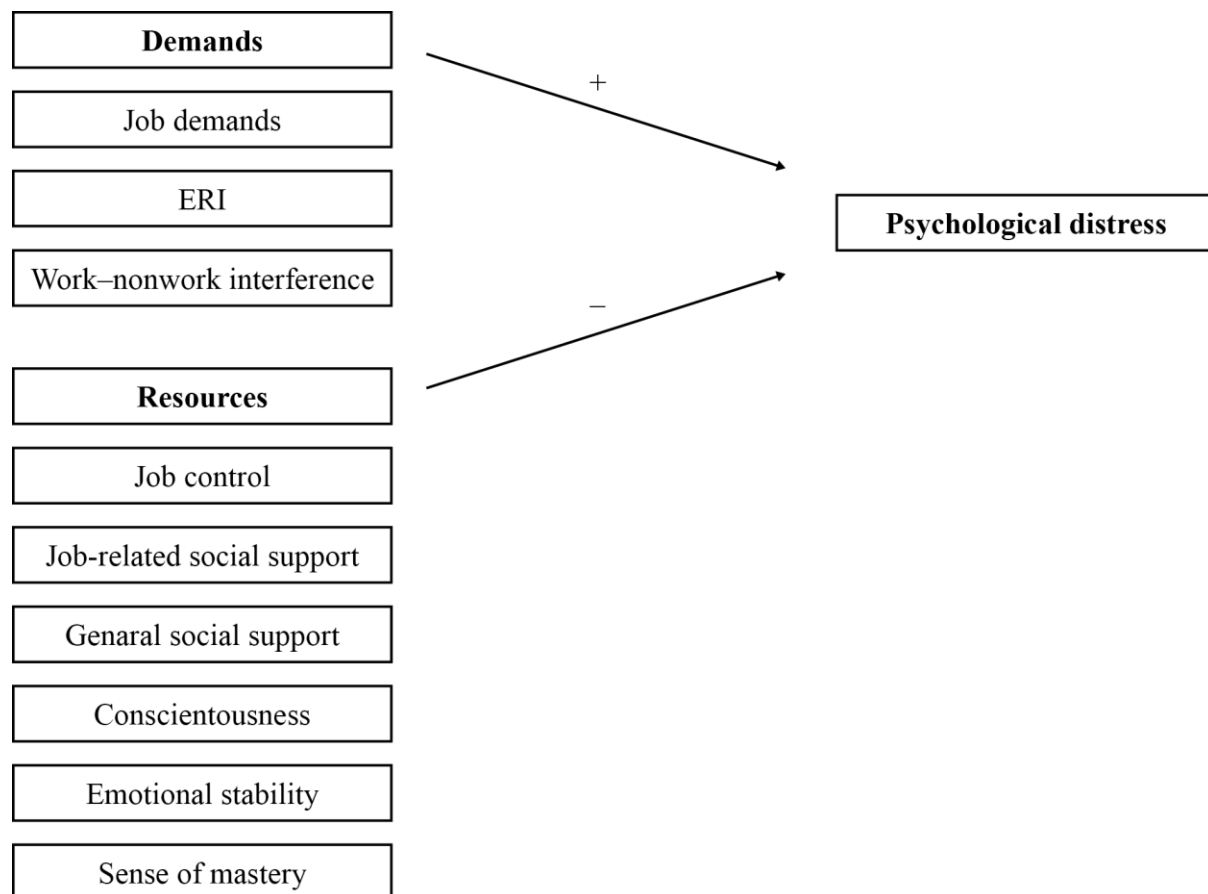 Demands
Job demands
ERI
Work–nonwork interference
+
Psychological distress
–
Resources
Job control
Job-related social support
Genaral social support
Conscientousness
Emotional stability
Sense of mastery